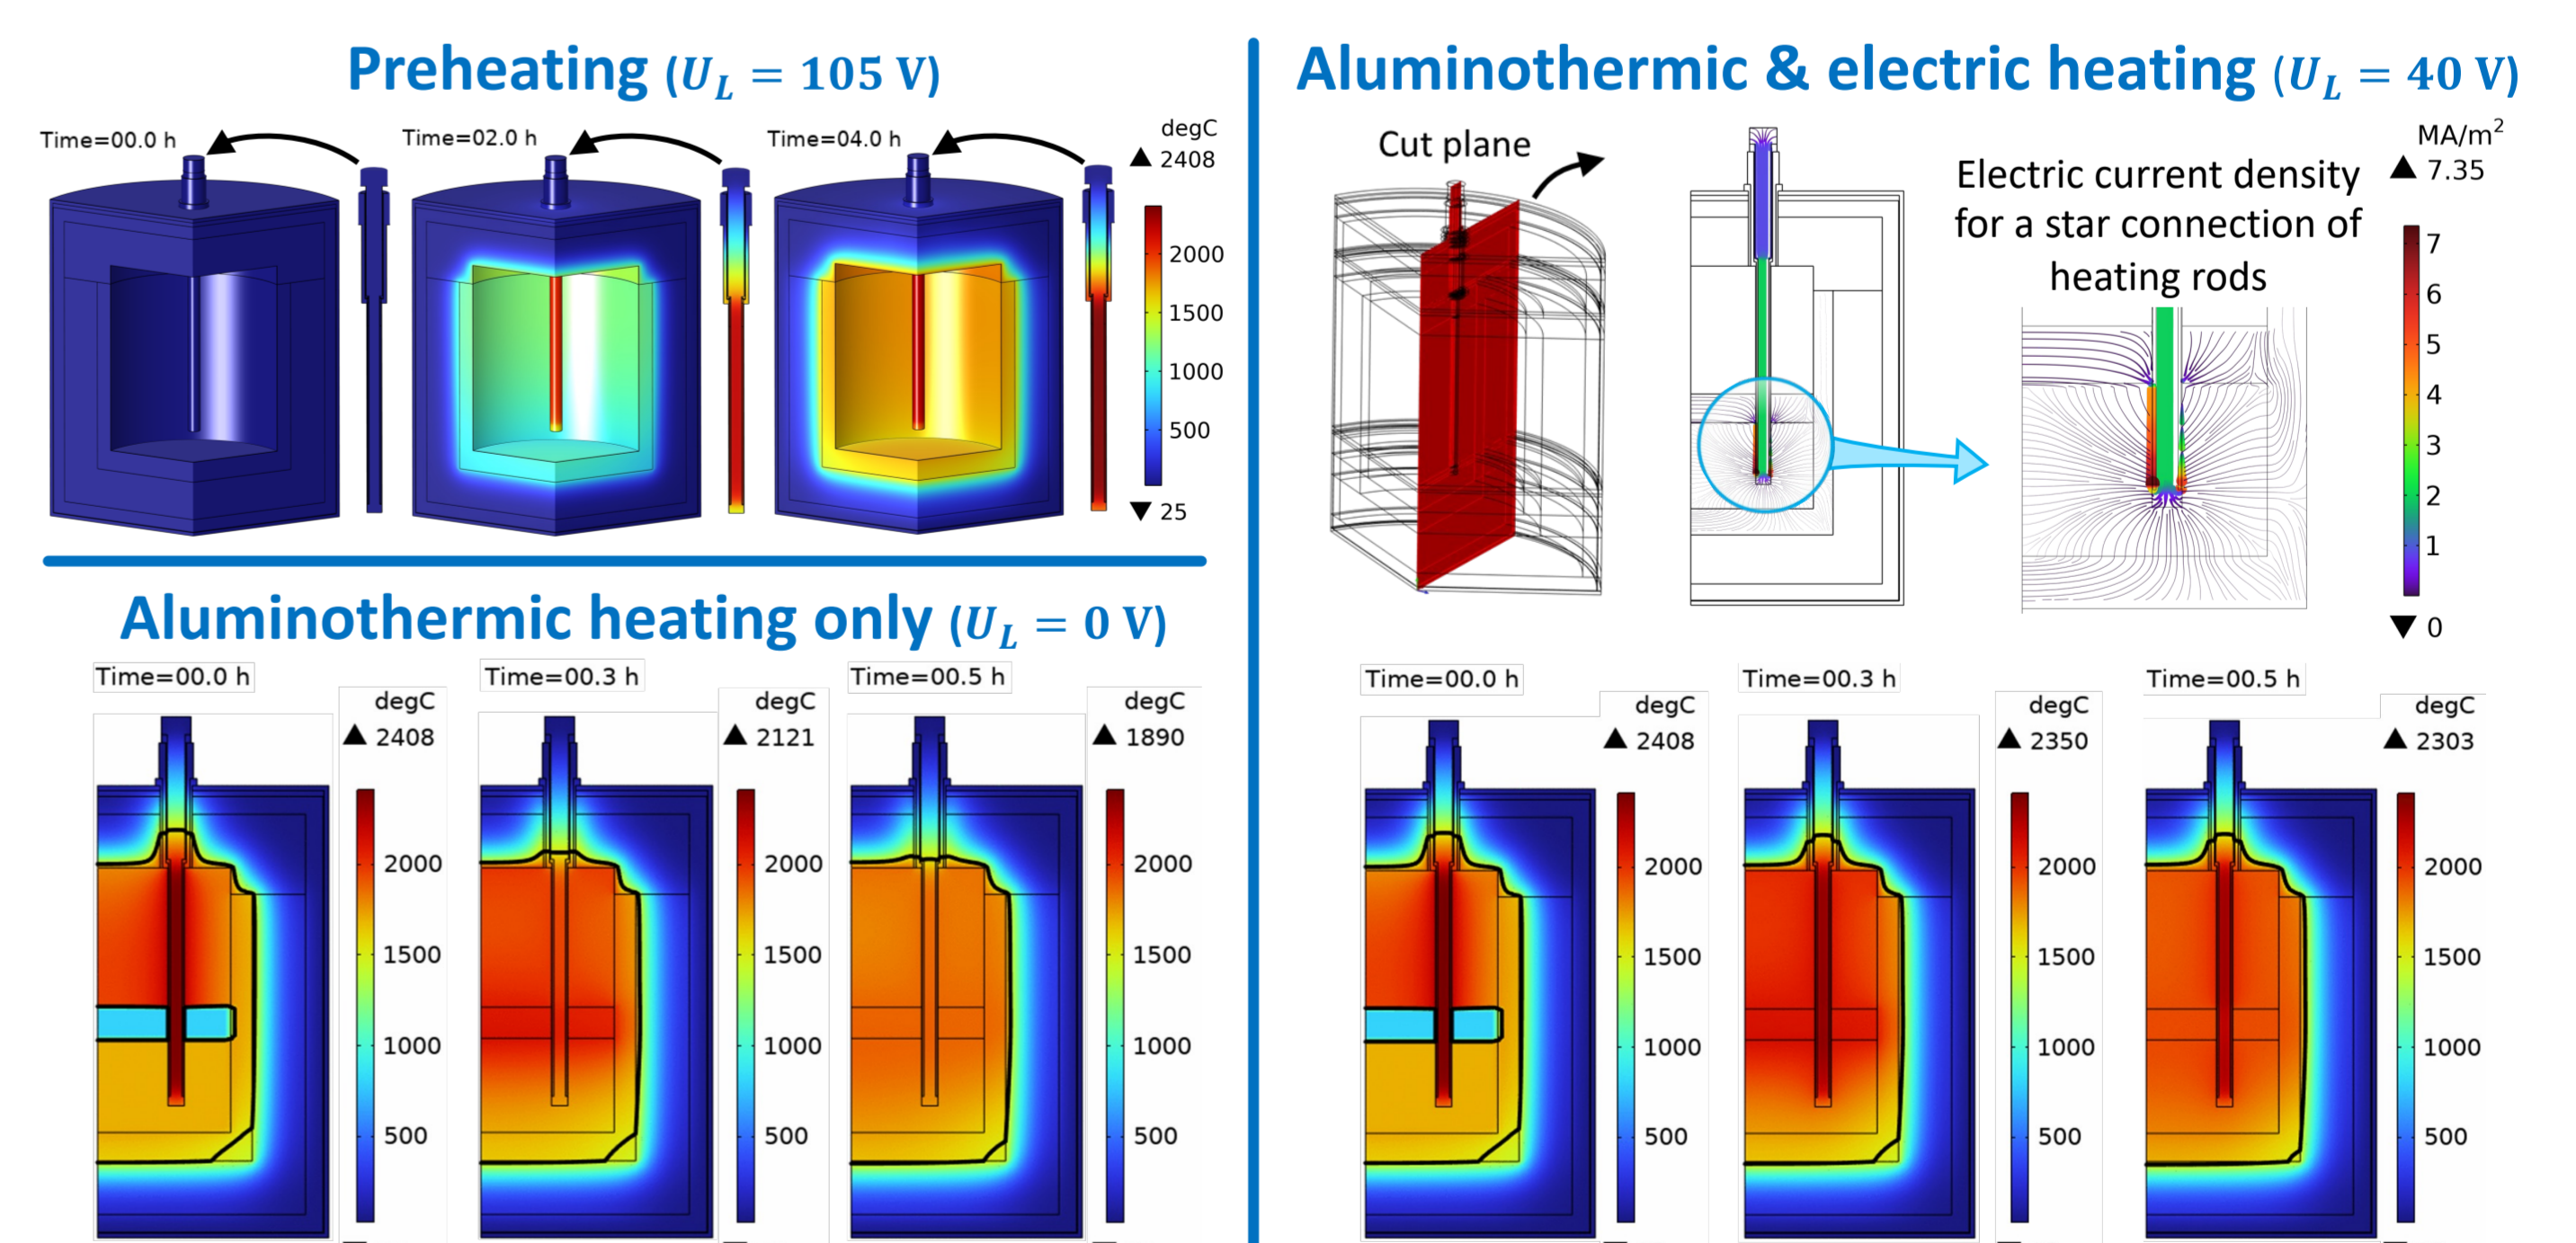 Preheating (U_L = 105 V)
Time=00.0 h
Time=02.0 h
Time=04.0 h
degC
▲ 2408
2000
1500
1000
500
▼ 25
Aluminothermic heating only (U_L = 0 V)
Time=00.0 h
degC
▲ 2408
2000
1500
1000
500
Time=00.3 h
degC
▲ 2121
2000
1500
1000
500
Time=00.5 h
degC
▲ 1890
2000
1500
1000
500
Aluminothermic & electric heating (U_L = 40 V)
Cut plane
Electric current density
for a star connection of
heating rods
MA/m²
▲ 7.35
7
6
5
4
3
2
1
▼ 0
Time=00.0 h
degC
▲ 2408
2000
1500
1000
500
Time=00.3 h
degC
▲ 2350
2000
1500
1000
500
Time=00.5 h
degC
▲ 2303
2000
1500
1000
500